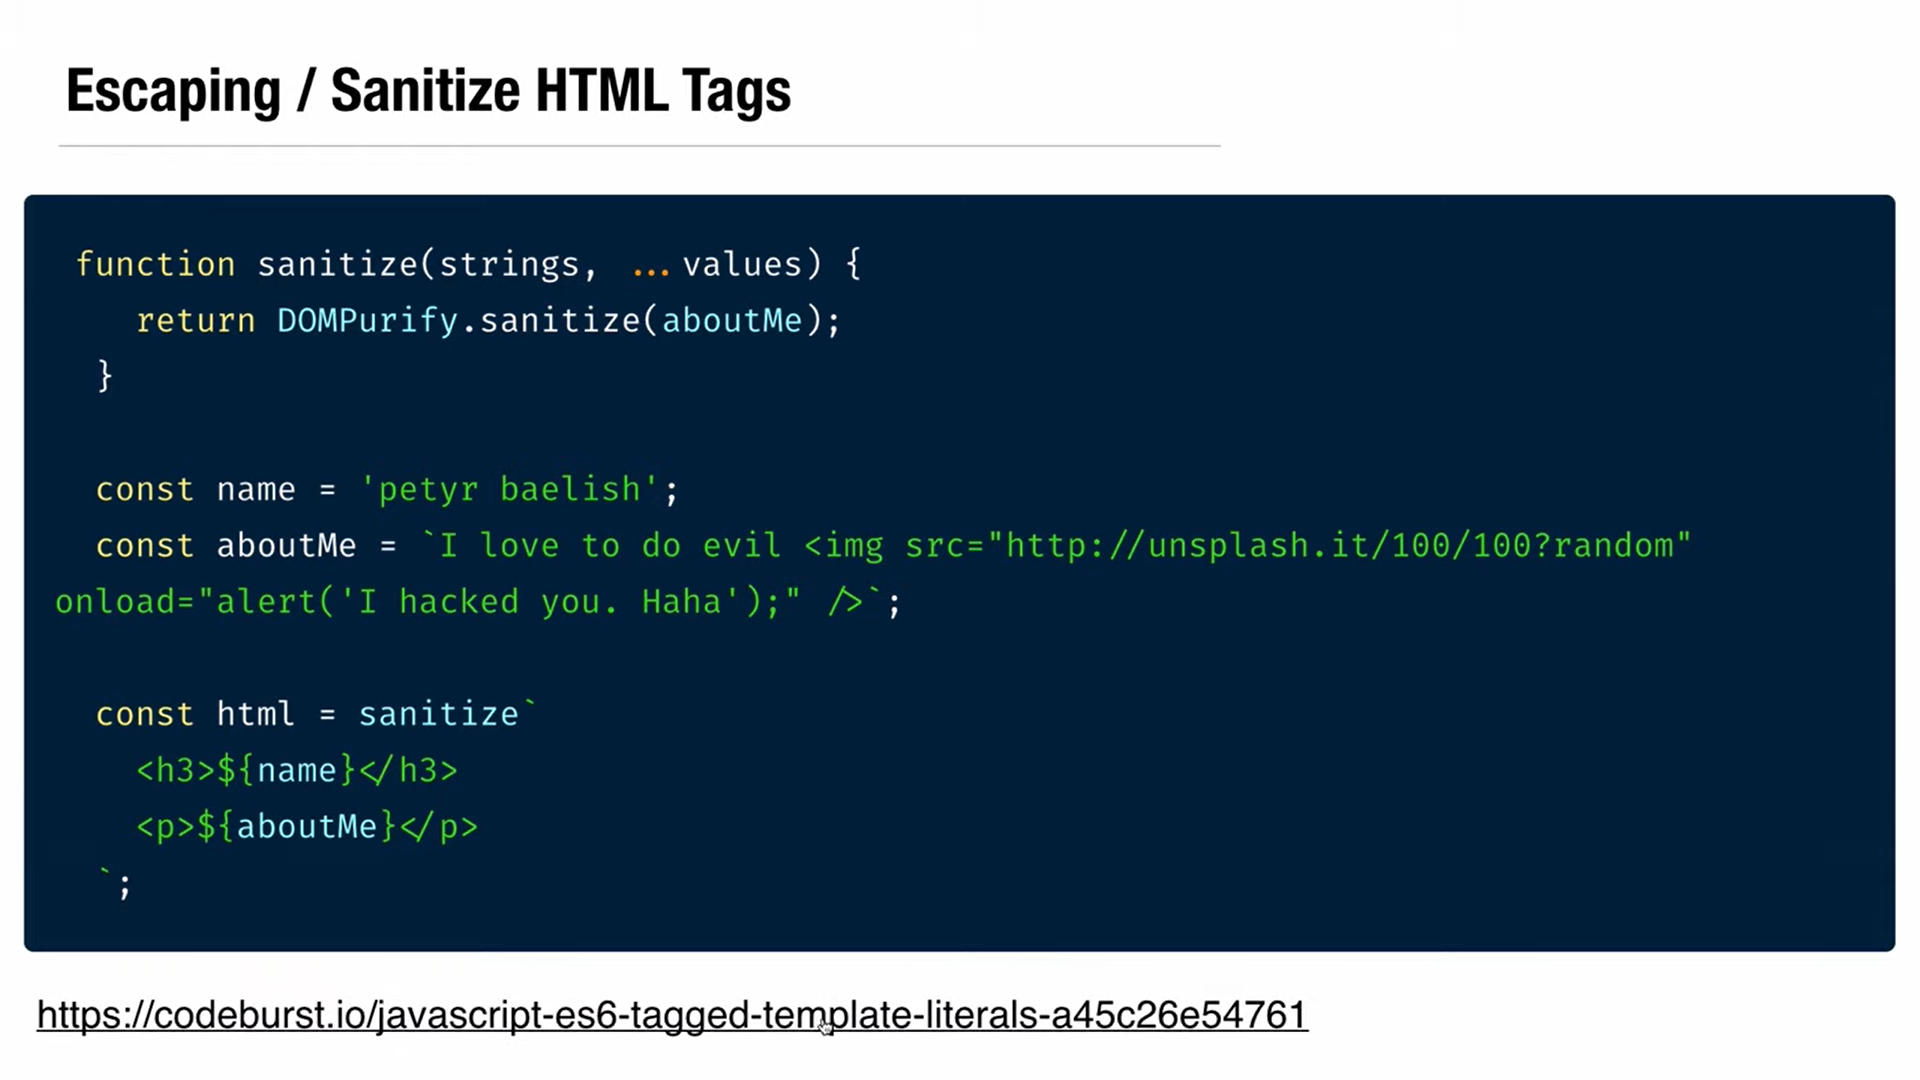 Escaping / Sanitize HTML Tags
function sanitize(strings, ...values) {
return DOMPurify.sanitize(aboutMe);
}
const name = 'petyr baelish';
const aboutMe = `I love to do evil <img src="http://unsplash.it/100/100?random"
onload="alert('I hacked you. Haha');" />`;
const html = sanitize`
<h3>${name}</h3>
<p>${aboutMe}</p>
`;
https://codeburst.io/javascript-es6-tagged-template-literals-a45c26e54761